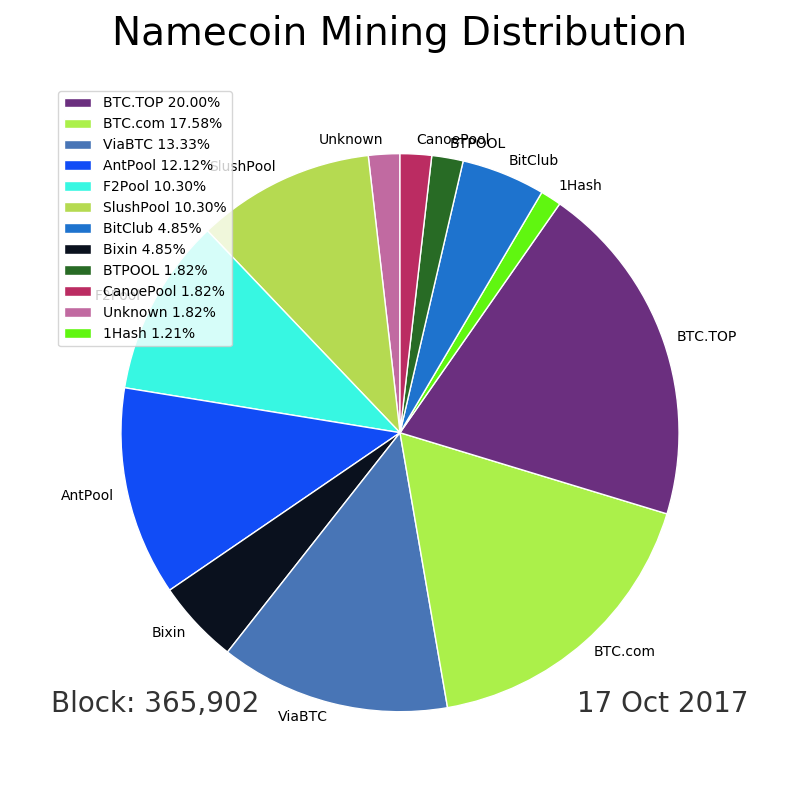 Namecoin Mining Distribution
BTC.TOP 20.00%
BTC.com 17.58%
ViaBTC 13.33%
AntPool 12.12%
F2Pool 10.30%
SlushPool 10.30%
BitClub 4.85%
Bixin 4.85%
BTPOOL 1.82%
CanoePool 1.82%
Unknown 1.82%
1Hash 1.21%
Unknown
CanoePool
BTPOOL
BitClub
1Hash
SlushPool
F2Pool
BTC.TOP
AntPool
Bixin
BTC.com
ViaBTC
Block: 365,902
17 Oct 2017